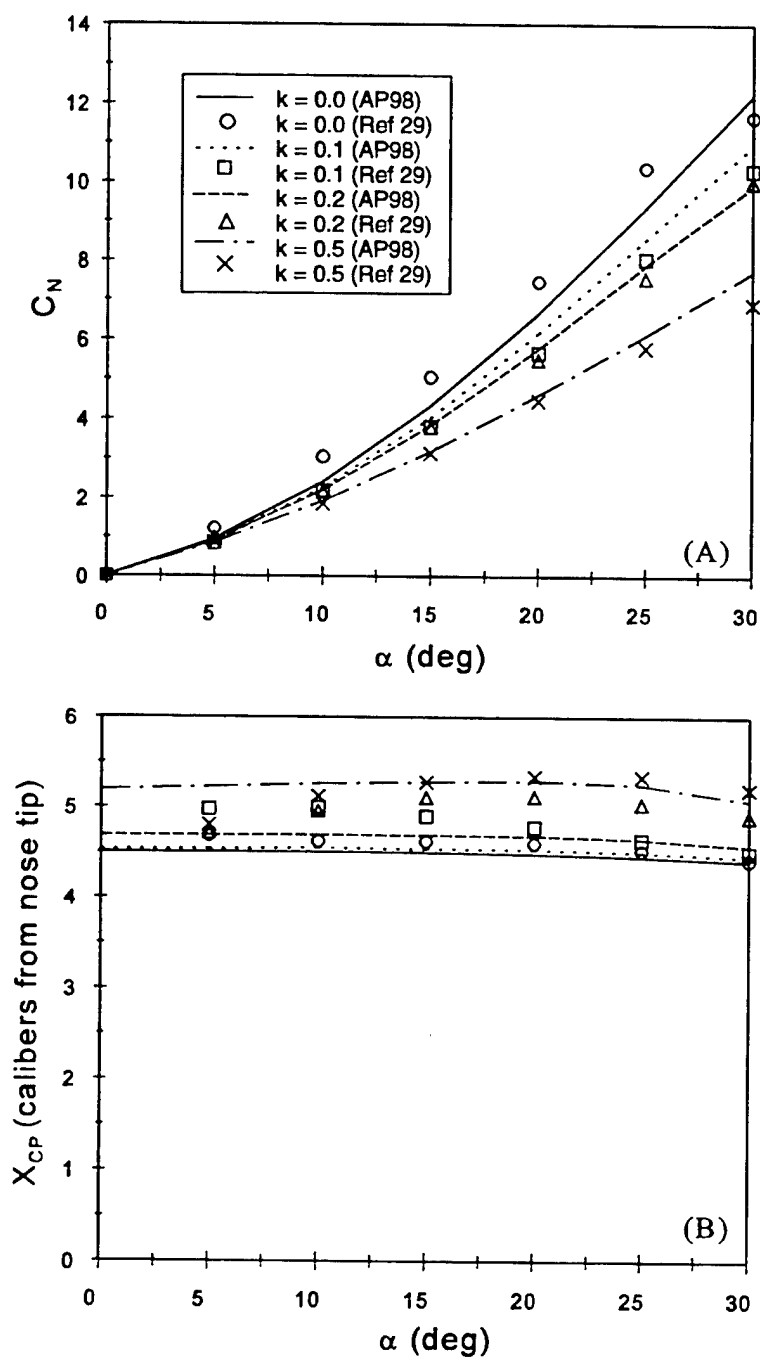 14
12
10
8
6
4
2
0
C_N
k = 0.0 (AP98)
k = 0.0 (Ref 29)
k = 0.1 (AP98)
k = 0.1 (Ref 29)
k = 0.2 (AP98)
k = 0.2 (Ref 29)
k = 0.5 (AP98)
k = 0.5 (Ref 29)
(A)
0 5 10 15 20 25 30
α (deg)
6
5
4
3
2
1
0
X_CP (calibers from nose tip)
(B)
0 5 10 15 20 25 30
α (deg)